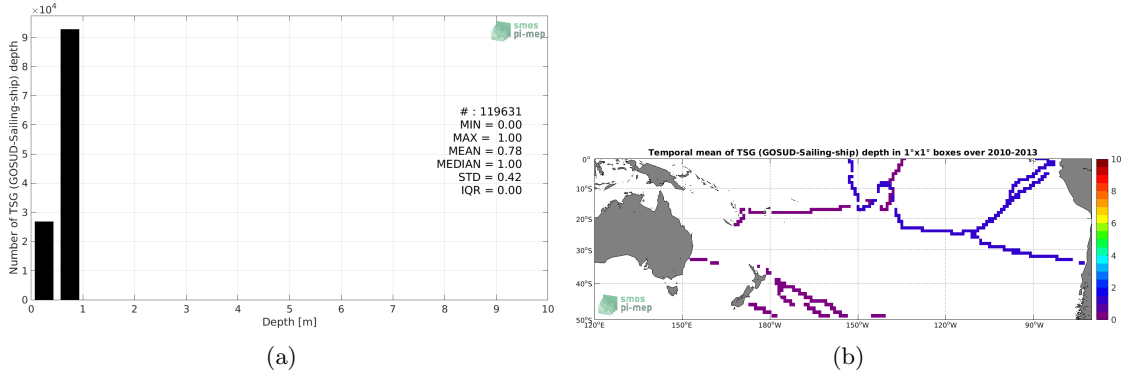 ×10⁴
9
8
7
6
5
4
3
2
1
0
Number of TSG (GOSUD-Sailing-ship) depth
smos
pi-mep
# : 119631
MIN = 0.00
MAX = 1.00
MEAN = 0.78
MEDIAN = 1.00
STD = 0.42
IQR = 0.00
0 1 2 3 4 5 6 7 8 9 10
Depth [m]
(a)
Temporal mean of TSG (GOSUD-Sailing-ship) depth in 1°x1° boxes over 2010-2013
0°
10°S
20°S
30°S
40°S
50°S
120°E 150°E 180°W 150°W 120°W 90°W
10
8
6
4
2
0
smos
pi-mep
(b)